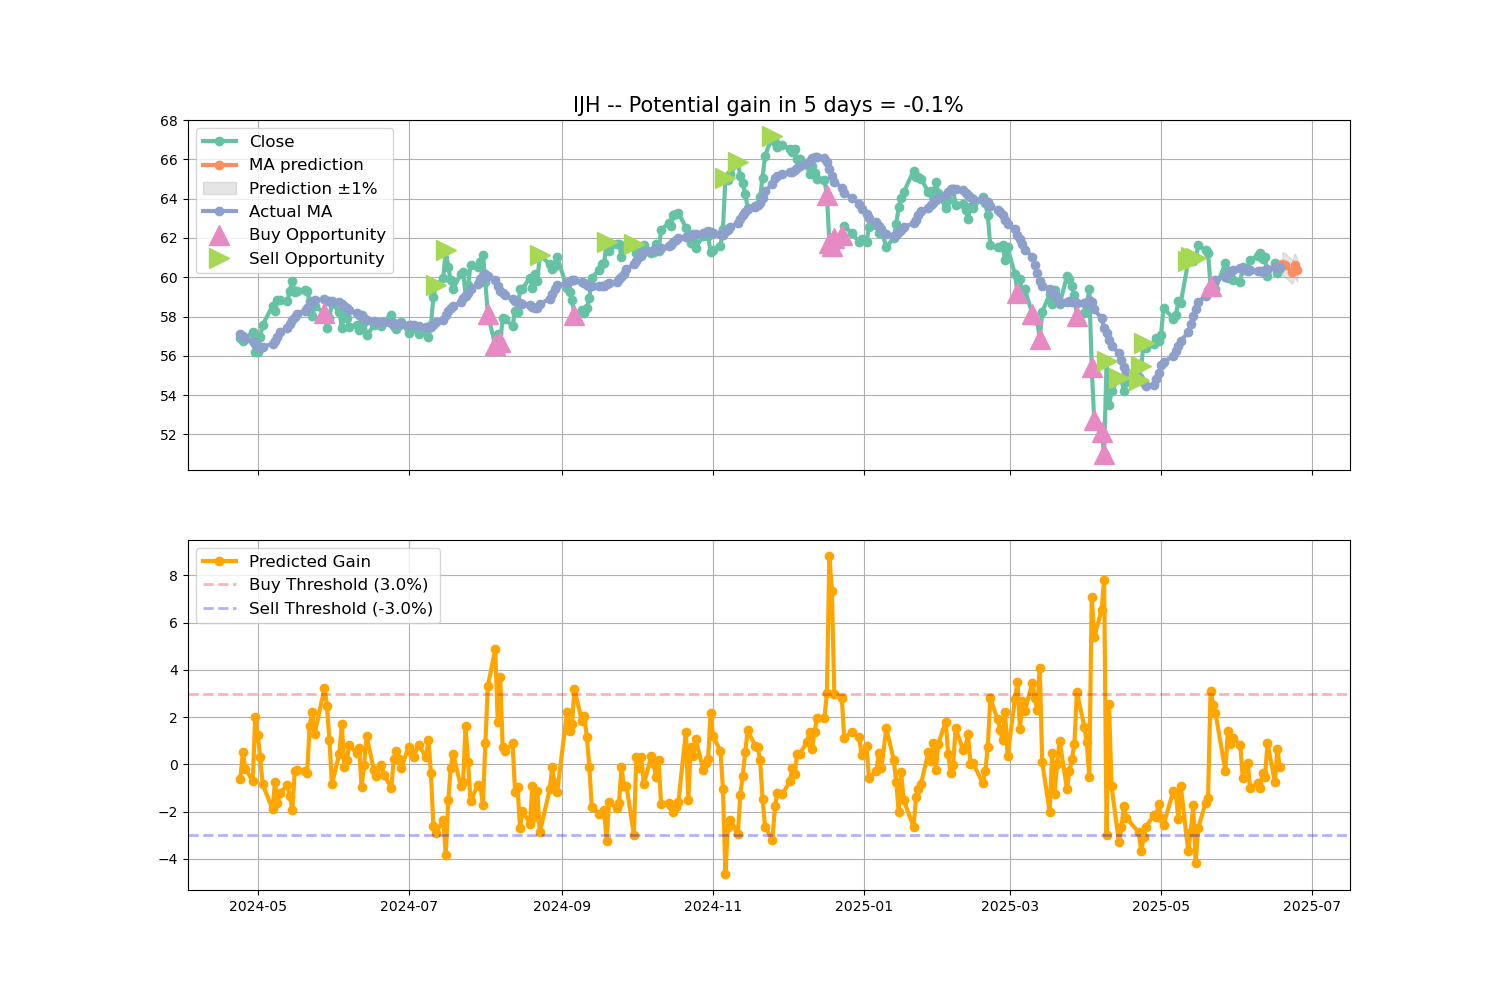 IJH -- Potential gain in 5 days = -0.1%
68
66
64
62
60
58
56
54
52
Close
MA prediction
Prediction ±1%
Actual MA
Buy Opportunity
Sell Opportunity
8
6
4
2
0
−2
−4
Predicted Gain
Buy Threshold (3.0%)
Sell Threshold (-3.0%)
2024-05 2024-07 2024-09 2024-11 2025-01 2025-03 2025-05 2025-07